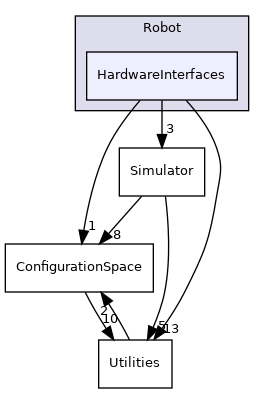 Robot
HardwareInterfaces
3
Simulator
1
8
ConfigurationSpace
5
13
2
10
Utilities